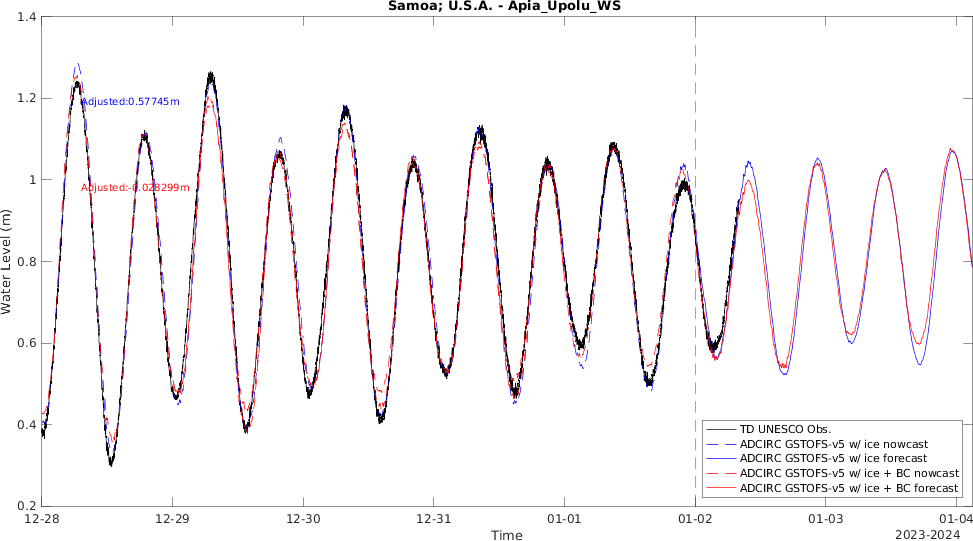 Samoa; U.S.A. - Apia_Upolu_WS
1.4
1.2
1
0.8
0.6
0.4
0.2
Water Level (m)
Adjusted:0.57745m
Adjusted:-0.028299m
TD UNESCO Obs.
ADCIRC GSTOFS-v5 w/ ice nowcast
ADCIRC GSTOFS-v5 w/ ice forecast
ADCIRC GSTOFS-v5 w/ ice + BC nowcast
ADCIRC GSTOFS-v5 w/ ice + BC forecast
12-28 12-29 12-30 12-31 01-01 01-02 01-03 01-04
Time
2023-2024